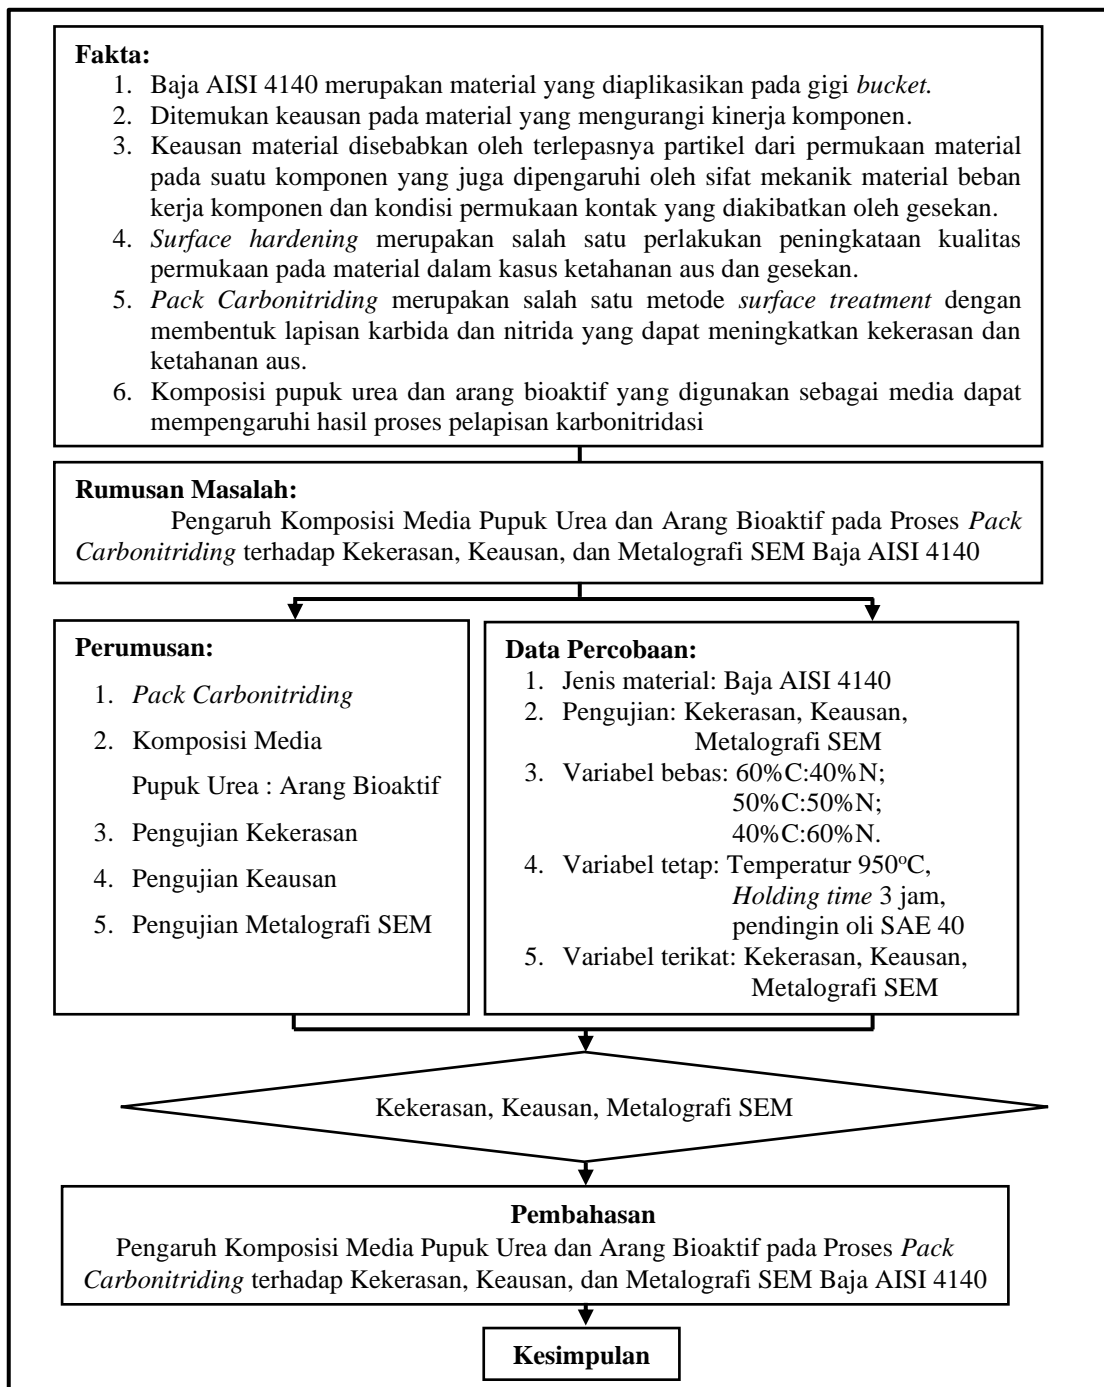 Fakta:
1. Baja AISI 4140 merupakan material yang diaplikasikan pada gigi bucket.
2. Ditemukan keausan pada material yang mengurangi kinerja komponen.
3. Keausan material disebabkan oleh terlepasnya partikel dari permukaan material
pada suatu komponen yang juga dipengaruhi oleh sifat mekanik material beban
kerja komponen dan kondisi permukaan kontak yang diakibatkan oleh gesekan.
4. Surface hardening merupakan salah satu perlakukan peningkataan kualitas
permukaan pada material dalam kasus ketahanan aus dan gesekan.
5. Pack Carbonitriding merupakan salah satu metode surface treatment dengan
membentuk lapisan karbida dan nitrida yang dapat meningkatkan kekerasan dan
ketahanan aus.
6. Komposisi pupuk urea dan arang bioaktif yang digunakan sebagai media dapat
mempengaruhi hasil proses pelapisan karbonitridasi
Rumusan Masalah:
Pengaruh Komposisi Media Pupuk Urea dan Arang Bioaktif pada Proses Pack
Carbonitriding terhadap Kekerasan, Keausan, dan Metalografi SEM Baja AISI 4140
Perumusan:
1. Pack Carbonitriding
2. Komposisi Media
Pupuk Urea : Arang Bioaktif
3. Pengujian Kekerasan
4. Pengujian Keausan
5. Pengujian Metalografi SEM
Data Percobaan:
1. Jenis material: Baja AISI 4140
2. Pengujian: Kekerasan, Keausan,
Metalografi SEM
3. Variabel bebas: 60%C:40%N;
50%C:50%N;
40%C:60%N.
4. Variabel tetap: Temperatur 950°C,
Holding time 3 jam,
pendingin oli SAE 40
5. Variabel terikat: Kekerasan, Keausan,
Metalografi SEM
Kekerasan, Keausan, Metalografi SEM
Pembahasan
Pengaruh Komposisi Media Pupuk Urea dan Arang Bioaktif pada Proses Pack
Carbonitriding terhadap Kekerasan, Keausan, dan Metalografi SEM Baja AISI 4140
Kesimpulan